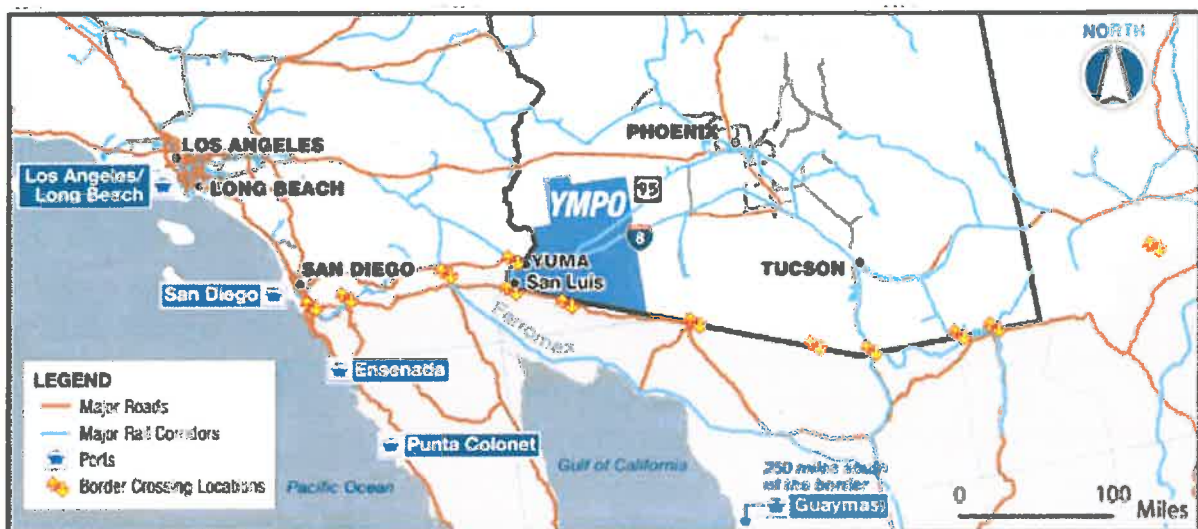 NORTH
PHOENIX
LOS ANGELES
Los Angeles/
Long Beach
LONG BEACH
YMPO
95
8
SAN DIEGO
YUMA
San Luis
TUCSON
San Diego
Ferromex
Ensenada
LEGEND
Major Roads
Major Rail Corridors
Ports
Border Crossing Locations
Punta Colonet
Pacific Ocean
Gulf of California
250 miles south
of the border
Guaymas
0
100
Miles